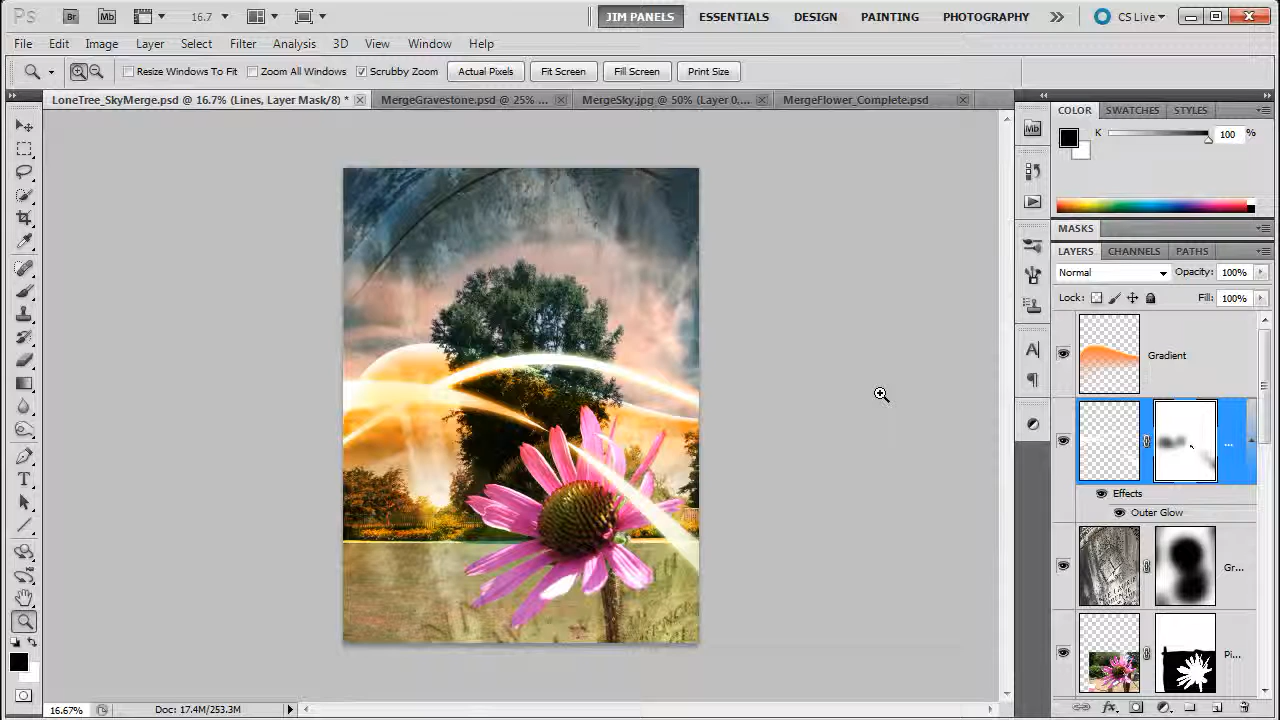 Ps Br Mb 16.7 JIM PANELS ESSENTIALS DESIGN PAINTING PHOTOGRAPHY CS Live
File Edit Image Layer Select Filter Analysis 3D View Window Help
Resize Windows To Fit Zoom All Windows Scrubby Zoom Actual Pixels Fit Screen Fill Screen Print Size
LoneTree_SkyMerge.psd @ 16.7% (Lines, Layer Mask/8) * MergeGravestone.psd @ 25% ... MergeSky.jpg @ 50% (Layer 0,... MergeFlower_Complete.psd
COLOR SWATCHES STYLES
K 100 %
MASKS
LAYERS CHANNELS PATHS
Normal Opacity: 100%
Lock: Fill: 100%
Gradient
...
Effects
Outer Glow
Gr...
Pi...
16.67% Doc: 17.4M/253.3M